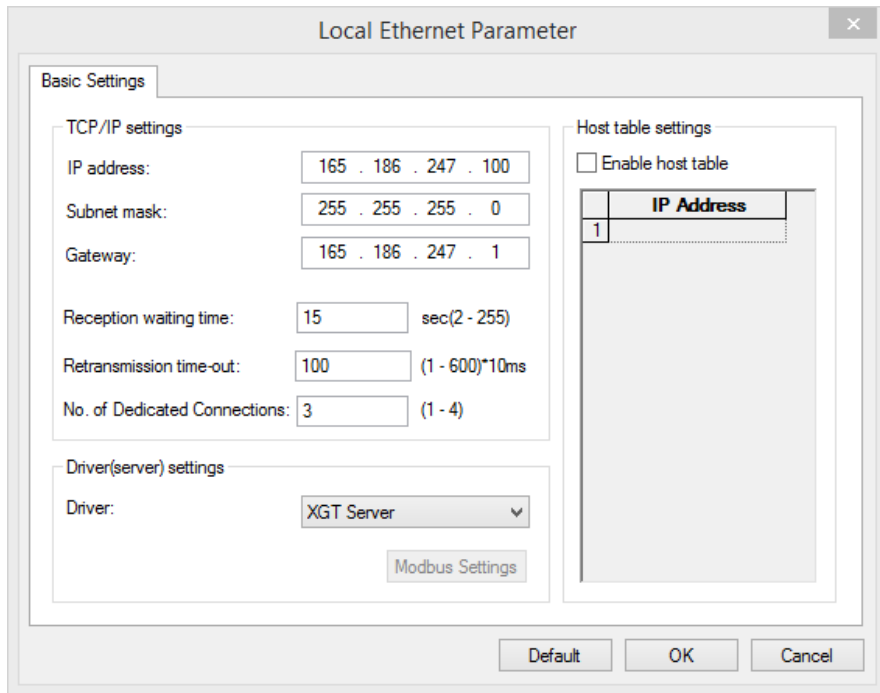 Local Ethernet Parameter
Basic Settings
TCP/IP settings
IP address: 165 . 186 . 247 . 100
Subnet mask: 255 . 255 . 255 . 0
Gateway: 165 . 186 . 247 . 1
Reception waiting time: 15 sec(2 - 255)
Retransmission time-out: 100 (1 - 600)*10ms
No. of Dedicated Connections: 3 (1 - 4)
Driver(server) settings
Driver: XGT Server
Modbus Settings
Host table settings
Enable host table
IP Address
1
Default OK Cancel